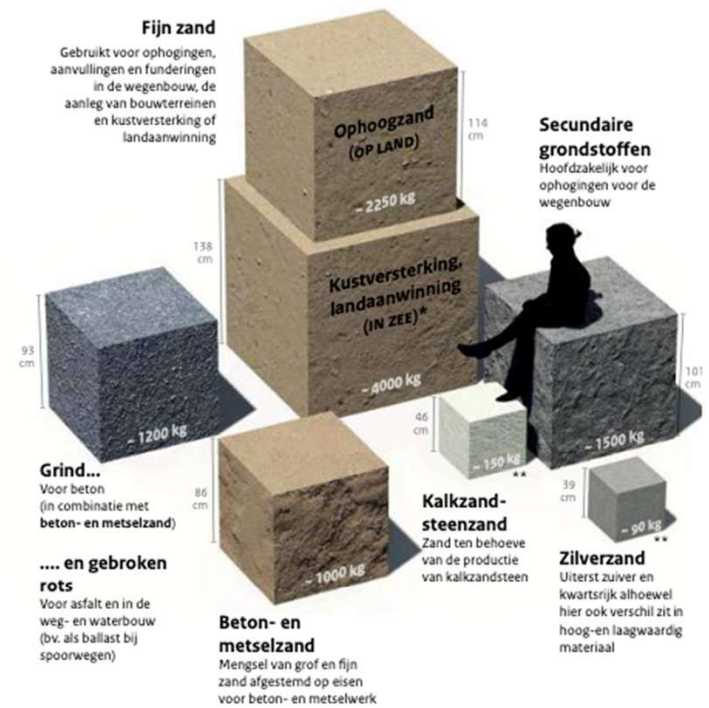 Fijn zand
Gebruikt voor ophogingen,
aanvullingen en funderingen
in de wegenbouw, de
aanleg van bouwterreinen
en kustversterking of
landaanwinning
Ophoogzand
(OP LAND)
~ 2250 kg
114
cm
Secundaire
grondstoffen
Hoofdzakelijk voor
ophogingen voor de
wegenbouw
138
cm
Kustversterking,
landaanwinning
(IN ZEE)*
~ 4000 kg
93
cm
~ 1200 kg
101
cm
~ 1500 kg
46
cm
~ 150 kg
**
Grind...
Voor beton
(in combinatie met
beton- en metselzand)
.... en gebroken
rots
Voor asfalt en in de
weg- en waterbouw
(bv. als ballast bij
spoorwegen)
86
cm
~ 1000 kg
Beton- en
metselzand
Mengsel van grof en fijn
zand afgestemd op eisen
voor beton- en metselwerk
Kalkzand-
steenzand
Zand ten behoeve
van de productie
van kalkzandsteen
39
cm
~ 90 kg
**
Zilverzand
Uiterst zuiver en
kwartsrijk alhoewel
hier ook verschil zit in
hoog-en laagwaardig
materiaal